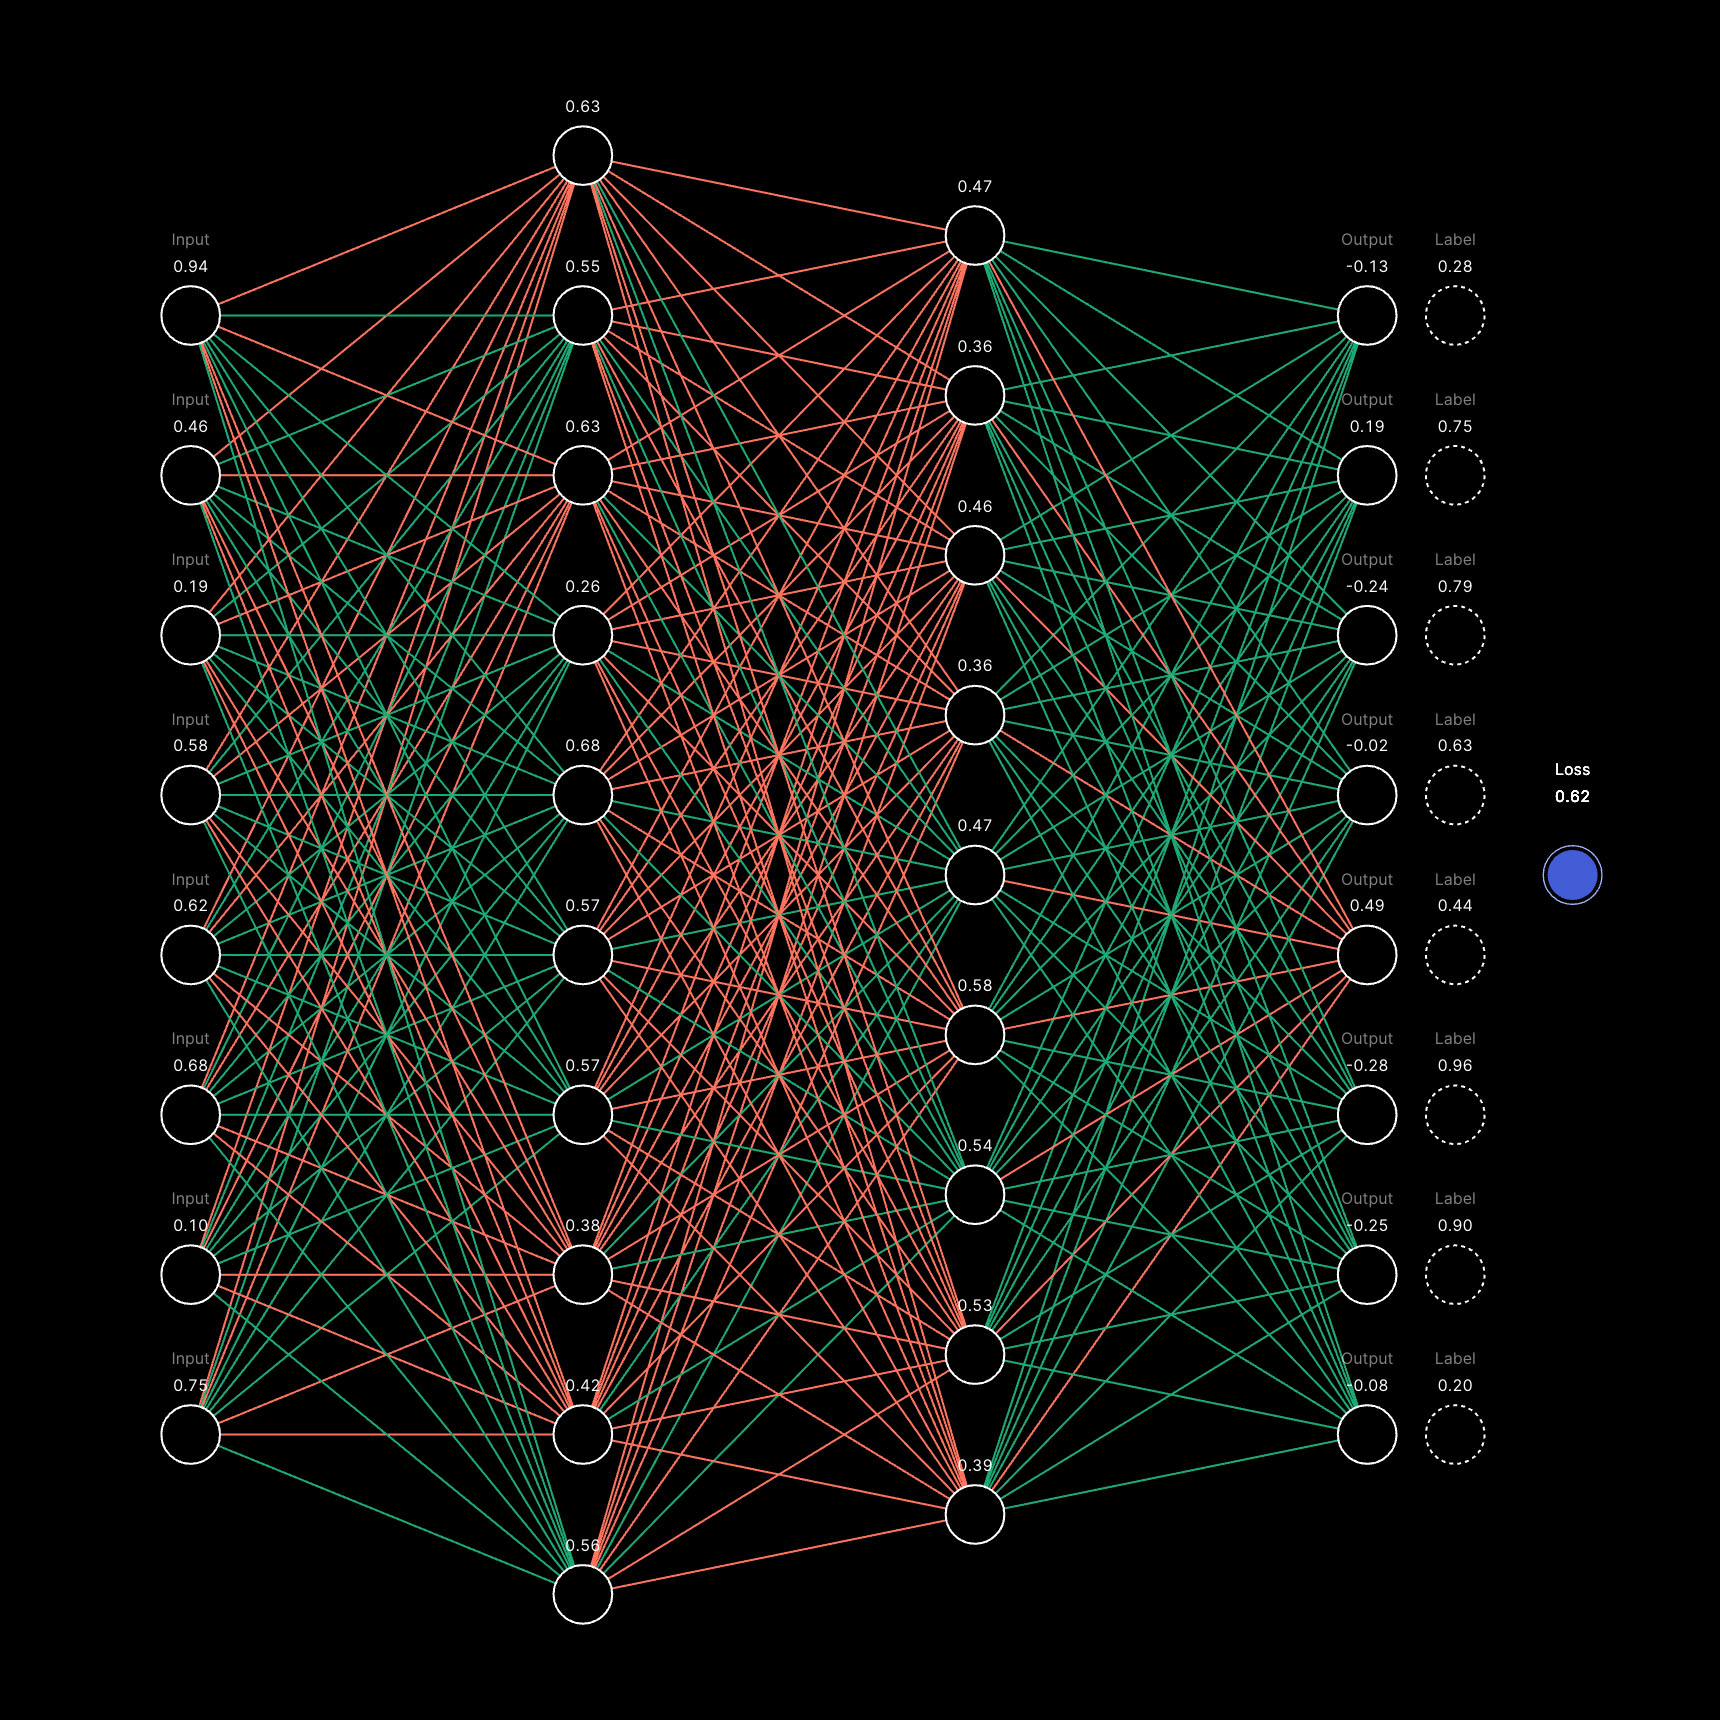 0.63
0.47
Input
0.94
0.55
Output
-0.13
Label
0.28
0.36
Input
0.46
0.63
Output
0.19
Label
0.75
0.46
Input
0.19
0.26
Output
-0.24
Label
0.79
0.36
Input
0.58
0.68
Output
-0.02
Label
0.63
Loss
0.62
0.47
Input
0.62
0.57
Output
0.49
Label
0.44
0.58
Input
0.68
0.57
Output
-0.28
Label
0.96
0.54
Input
0.10
0.38
Output
-0.25
Label
0.90
0.53
Input
0.75
0.42
Output
-0.08
Label
0.20
0.39
0.56